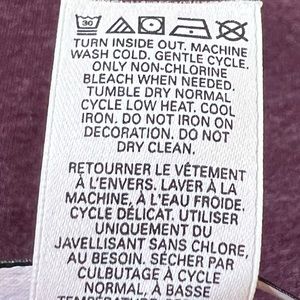 30
TURN INSIDE OUT. MACHINE
WASH COLD. GENTLE CYCLE.
ONLY NON-CHLORINE
BLEACH WHEN NEEDED.
TUMBLE DRY NORMAL
CYCLE LOW HEAT. COOL
IRON. DO NOT IRON ON
DECORATION. DO NOT
DRY CLEAN.
RETOURNER LE VÊTEMENT
À L'ENVERS. LAVER À LA
MACHINE, À L'EAU FROIDE.
CYCLE DÉLICAT. UTILISER
UNIQUEMENT DU
JAVELLISANT SANS CHLORE,
AU BESOIN. SÉCHER PAR
CULBUTAGE À CYCLE
NORMAL, À BASSE
TEMPÉRATURE